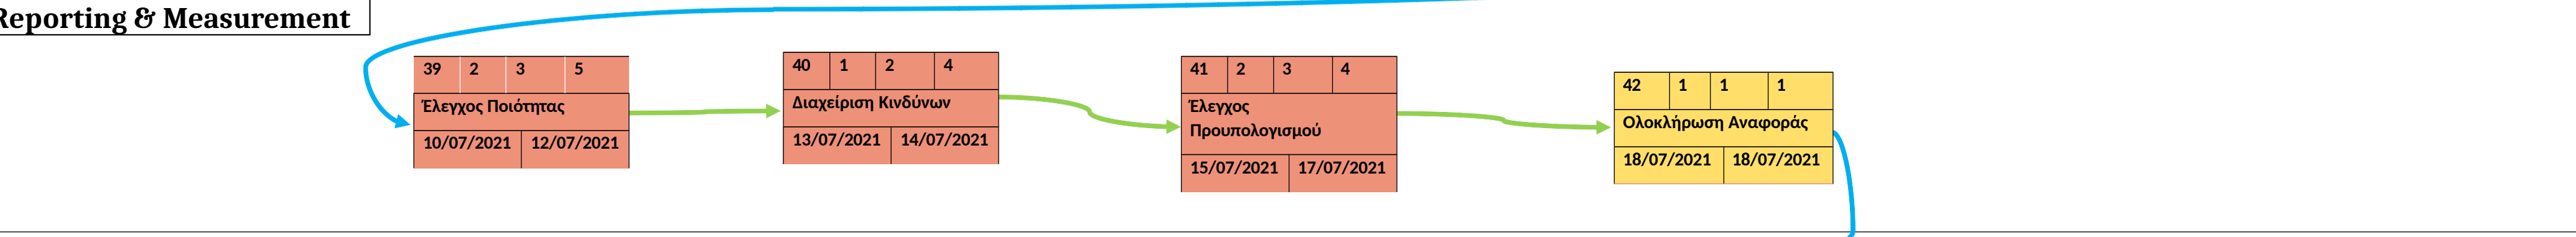 Reporting & Measurement
39 2 3 5
Έλεγχος Ποιότητας
10/07/2021 12/07/2021
40 1 2 4
Διαχείριση Κινδύνων
13/07/2021 14/07/2021
41 2 3 4
Έλεγχος
Προυπολογισμού
15/07/2021 17/07/2021
42 1 1 1
Ολοκλήρωση Αναφοράς
18/07/2021 18/07/2021